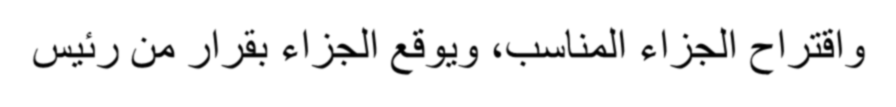 واقتراح الجزاء المناسب، ويوقع الجزاء بقرار من رئيس